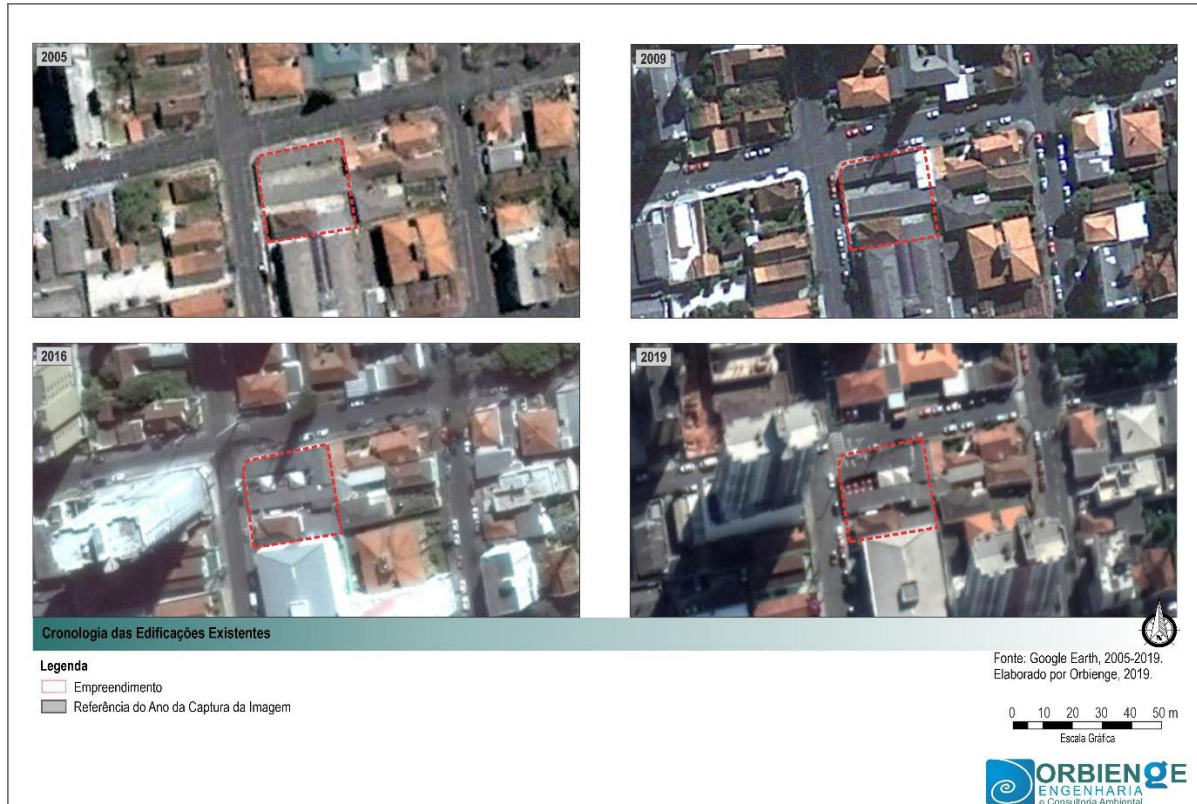 2005
2009
2016
2019
Cronologia das Edificações Existentes
N
Legenda
Empreendimento
Referência do Ano da Captura da Imagem
Fonte: Google Earth, 2005-2019.
Elaborado por Orbienge, 2019.
0 10 20 30 40 50 m
Escala Gráfica
ORBIENGE
ENGENHARIA
e Consultoria Ambiental